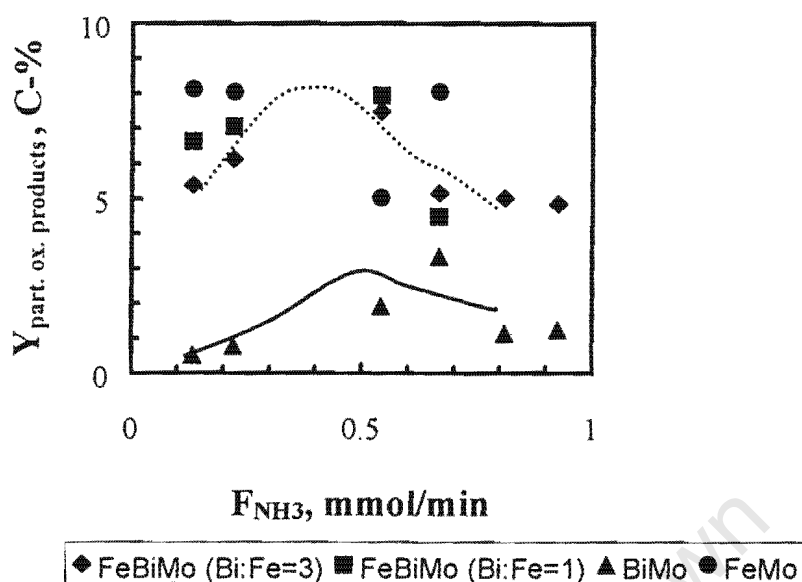 10
5
0
Y part. ox. products, C-%
0 0.5 1
F NH3, mmol/min
◆ FeBiMo (Bi:Fe=3) ■ FeBiMo (Bi:Fe=1) ▲ BiMo ● FeMo
wn